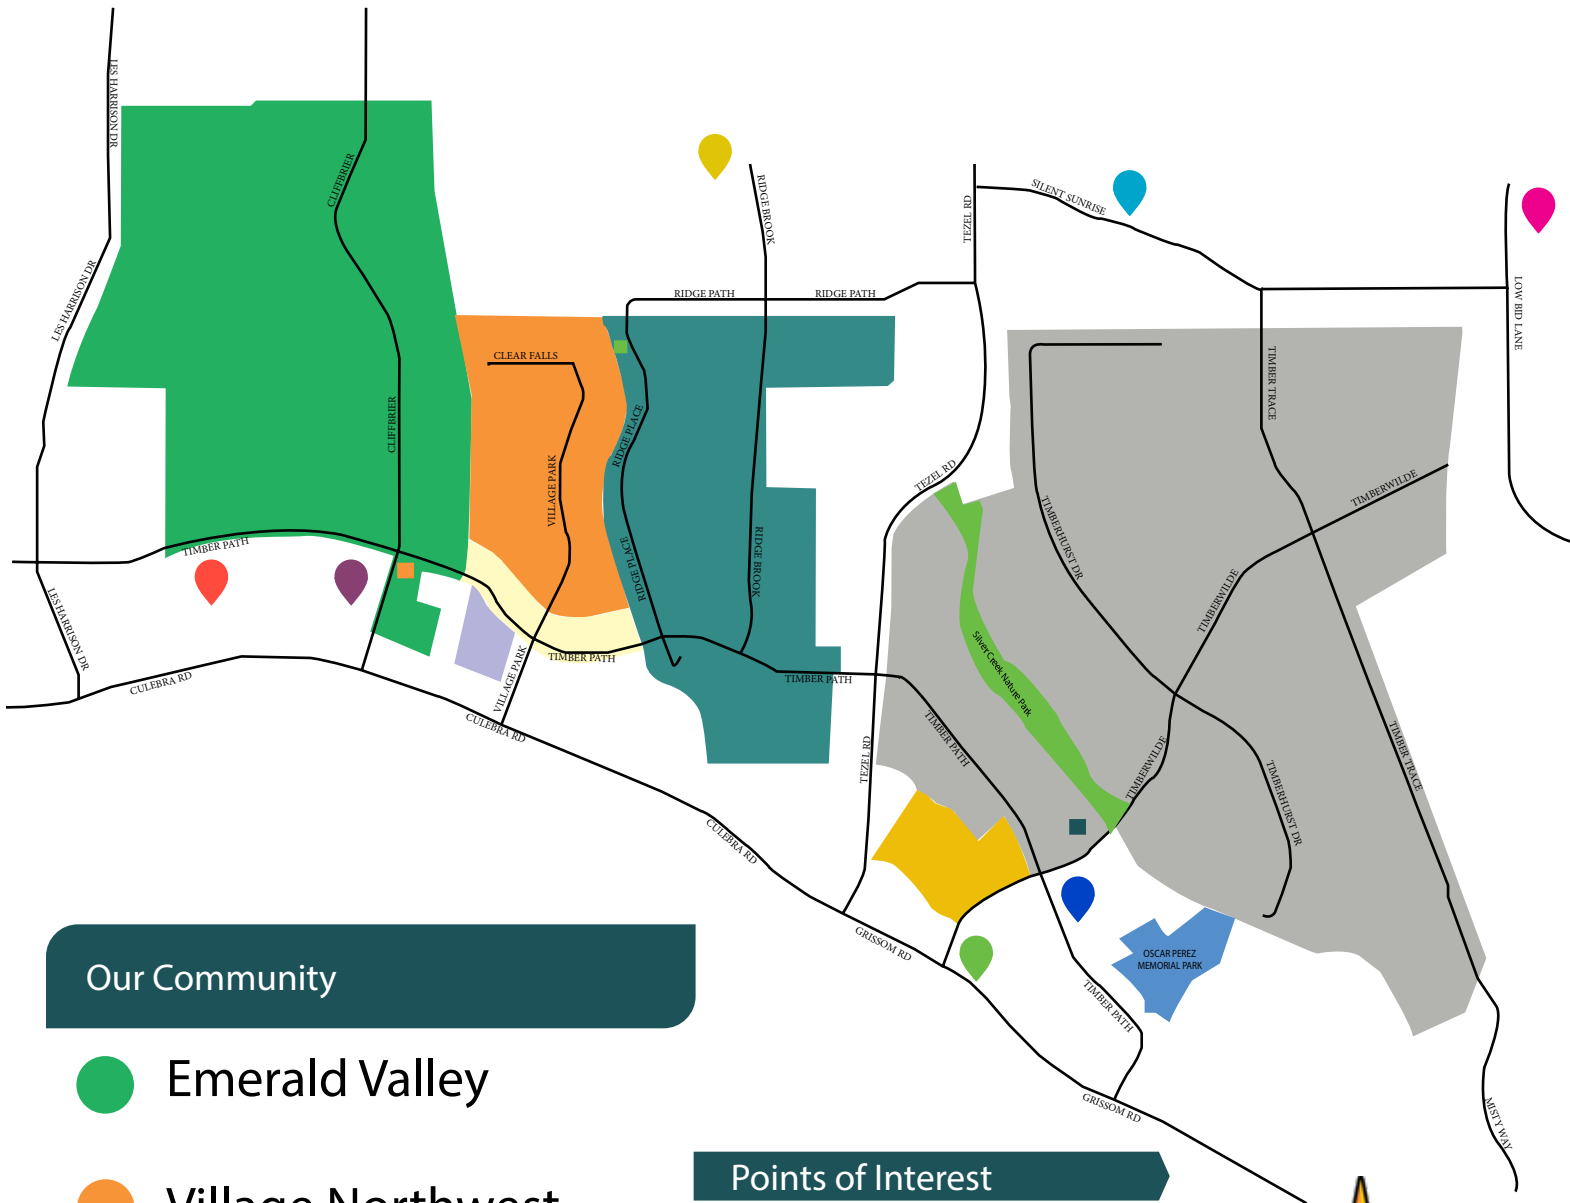 LES HARRISON DR
CLIFFBRIER
RIDGE BROOK
TEZEL RD
SILENT SUNRISE
LES HARRISON DR
RIDGE PATH
RIDGE PATH
LOW BID LANE
CLEAR FALLS
TIMBER TRACE
CLIFFBRIER
RIDGE PLACE
VILLAGE PARK
TEZEL RD
TIMBERWILDE
TIMBERHURST DR
TIMBER PATH
RIDGE PLACE
RIDGE BROOK
TIMBERWILDE
LES HARRISON DR
Silver Creek Nature Park
TIMBER PATH
TIMBER PATH
CULEBRA RD
VILLAGE PARK
CULEBRA RD
TIMBER PATH
TEZEL RD
TIMBERWILDE
TIMBER TRACE
TIMBERHURST DR
CULEBRA RD
GRISSOM RD
OSCAR PEREZ
MEMORIAL PARK
TIMBER PATH
GRISSOM RD
MISTY WAY
Our Community
Emerald Valley
Village Northwest
Points of Interest